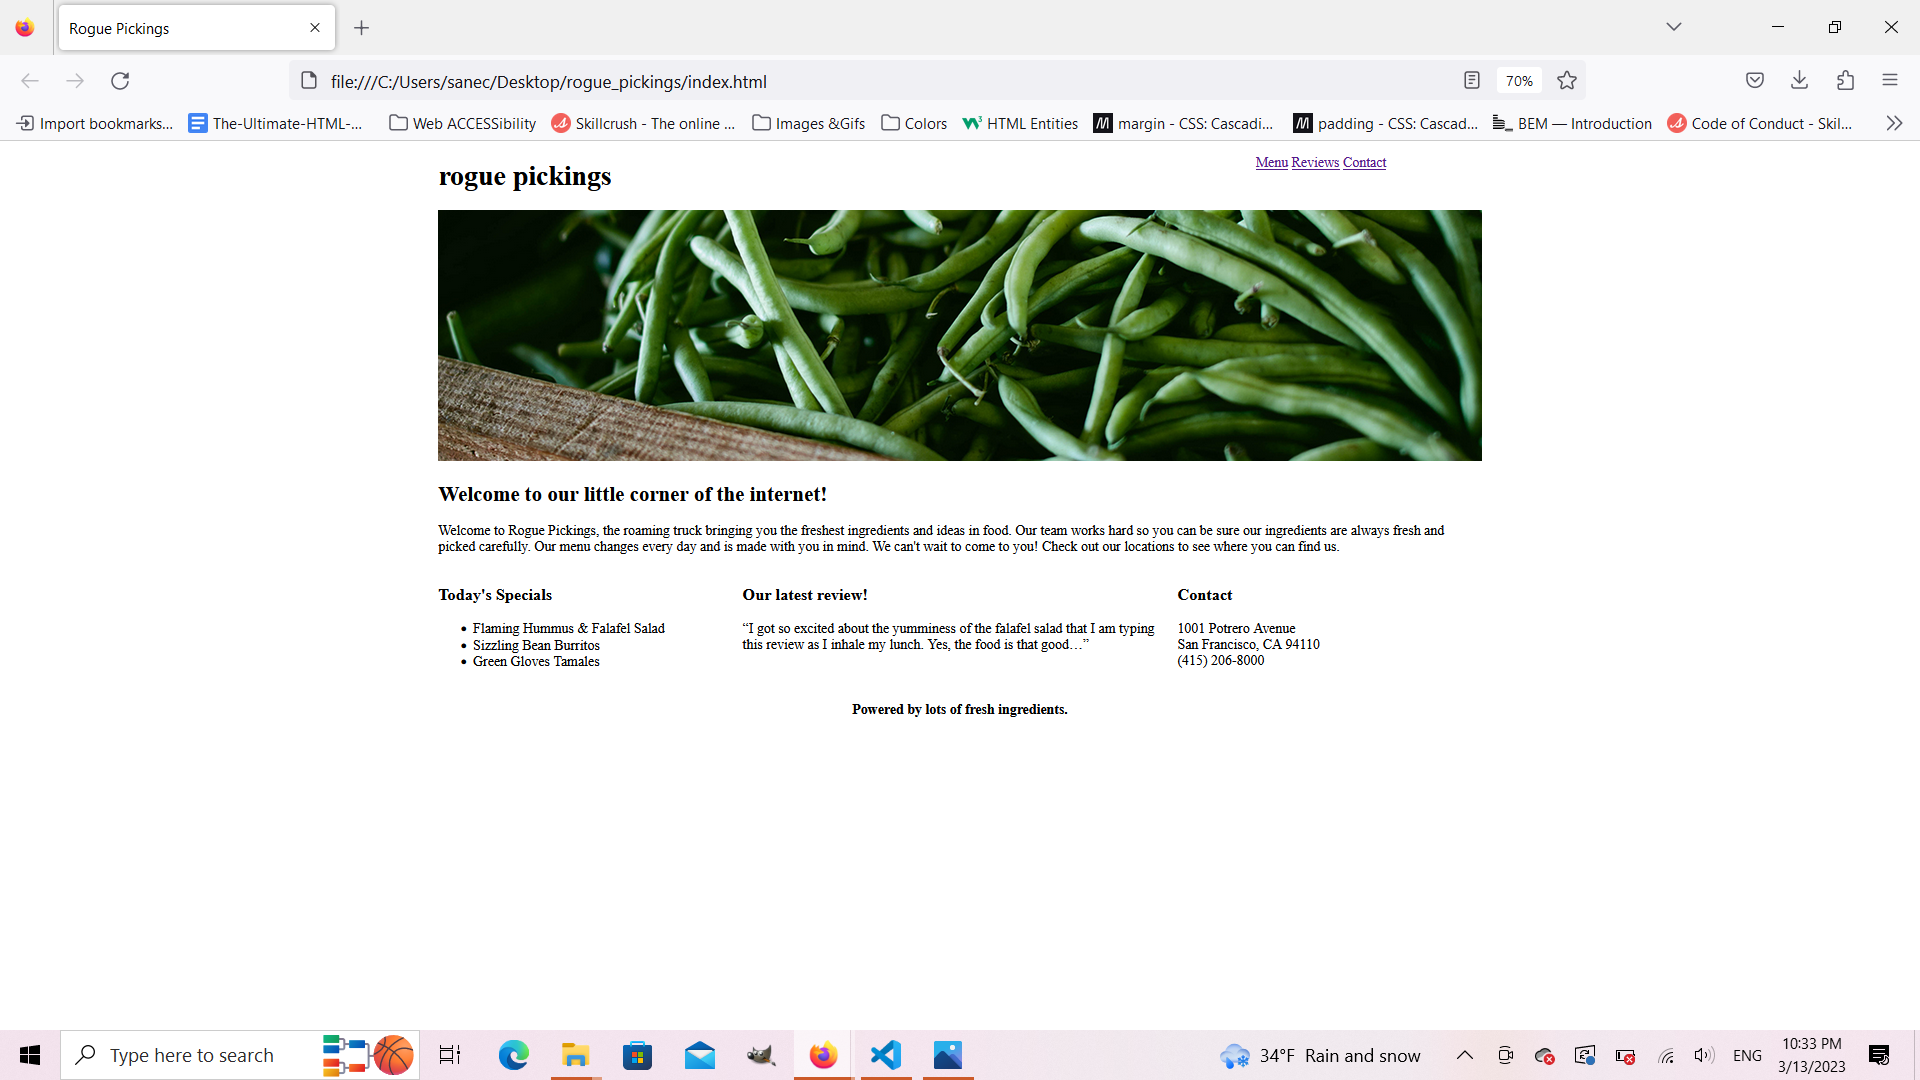 Rogue Pickings
file:///C:/Users/sanec/Desktop/rogue_pickings/index.html
70%
Import bookmarks...
The-Ultimate-HTML-...
Web ACCESSibility
Skillcrush - The online ...
Images &Gifs
Colors
HTML Entities
margin - CSS: Cascadi...
padding - CSS: Cascad...
BEM — Introduction
Code of Conduct - Skil...
rogue pickings
Menu Reviews Contact
Welcome to our little corner of the internet!
Welcome to Rogue Pickings, the roaming truck bringing you the freshest ingredients and ideas in food. Our team works hard so you can be sure our ingredients are always fresh and
picked carefully. Our menu changes every day and is made with you in mind. We can't wait to come to you! Check out our locations to see where you can find us.
Today's Specials
Flaming Hummus & Falafel Salad
Sizzling Bean Burritos
Green Gloves Tamales
Our latest review!
“I got so excited about the yumminess of the falafel salad that I am typing
this review as I inhale my lunch. Yes, the food is that good…”
Contact
1001 Potrero Avenue
San Francisco, CA 94110
(415) 206-8000
Powered by lots of fresh ingredients.
Type here to search
34°F Rain and snow
ENG
10:33 PM
3/13/2023